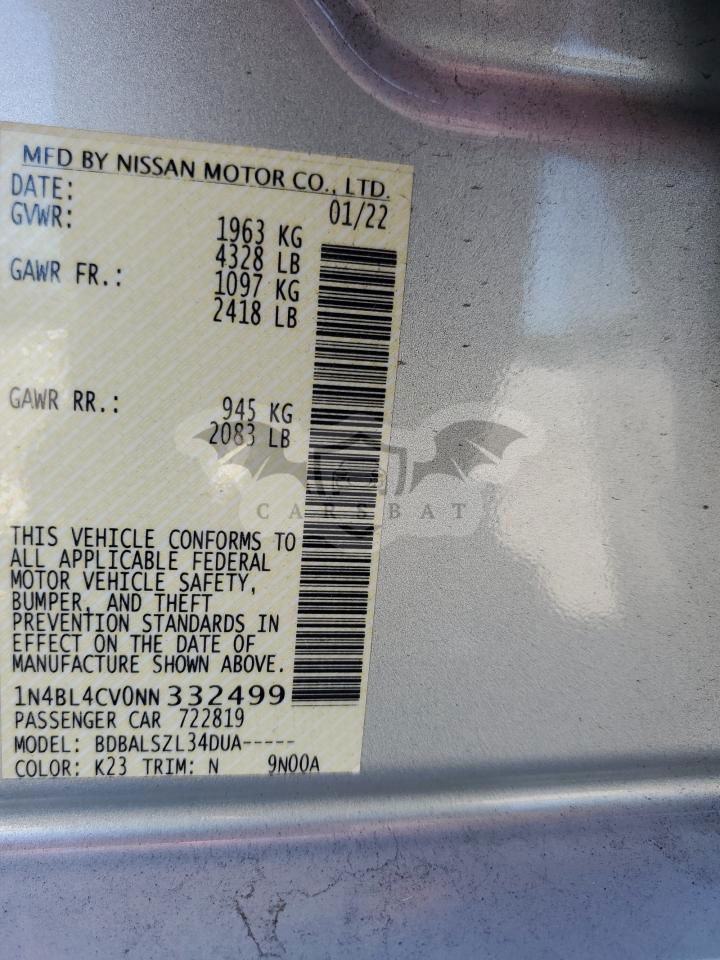 MFD BY NISSAN MOTOR CO., LTD.
DATE: 01/22
GVWR: 1963 KG
4328 LB
GAWR FR.: 1097 KG
2418 LB
GAWR RR.: 945 KG
2083 LB
CARSBAT
THIS VEHICLE CONFORMS TO
ALL APPLICABLE FEDERAL
MOTOR VEHICLE SAFETY,
BUMPER, AND THEFT
PREVENTION STANDARDS IN
EFFECT ON THE DATE OF
MANUFACTURE SHOWN ABOVE.
1N4BL4CV0NN332499
PASSENGER CAR 722819
MODEL: BDBALSZL34DUA-----
COLOR: K23 TRIM: N 9N00A